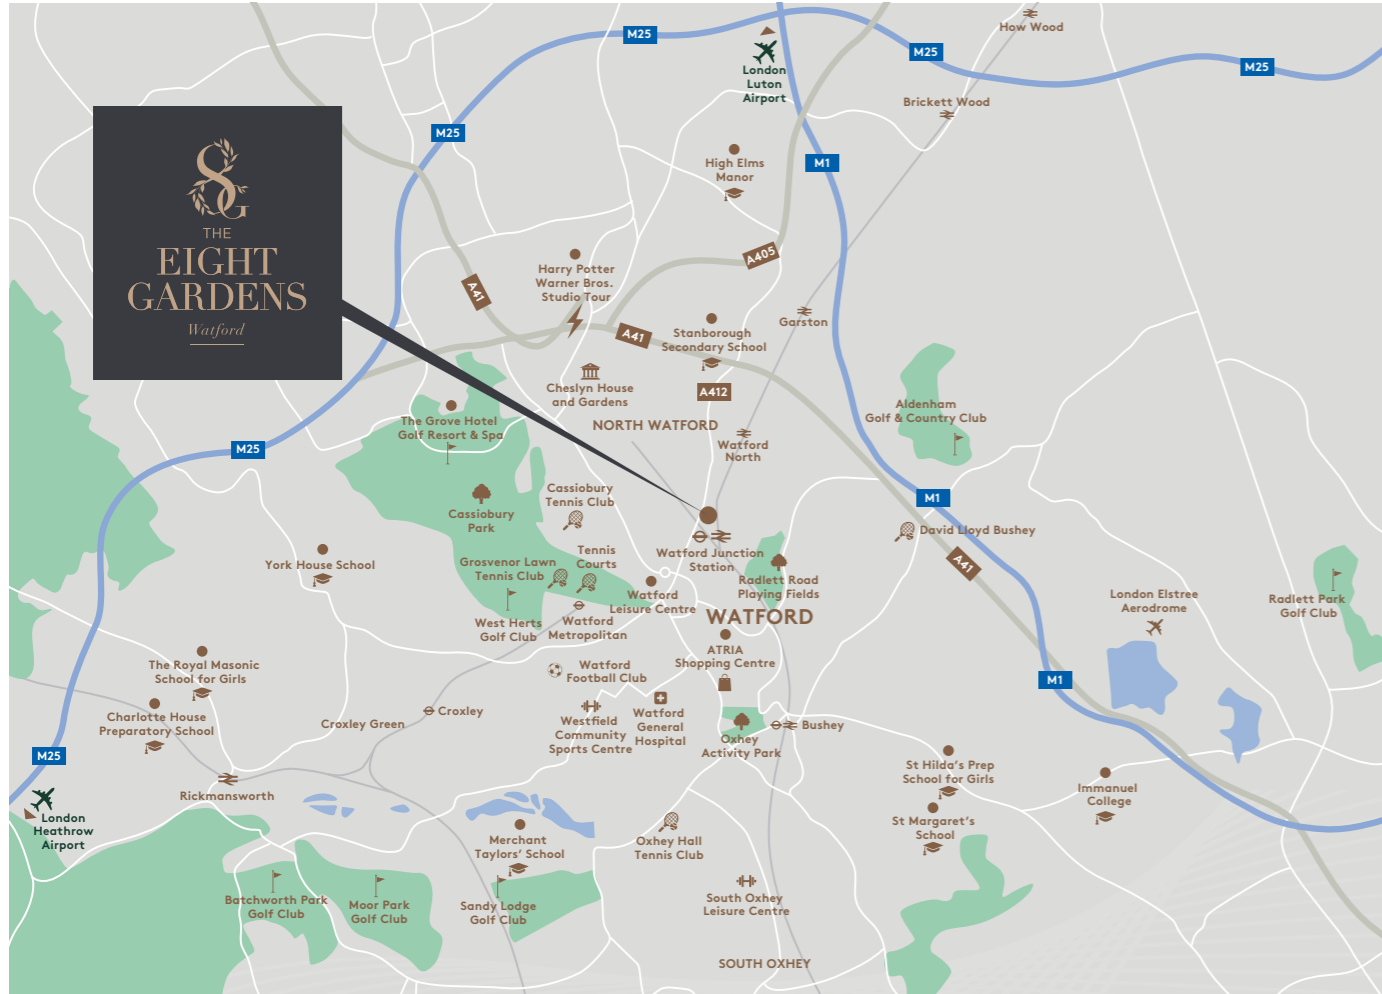 How Wood
M25
M25
M25
London
Luton
Airport
Brickett Wood
M25
M1
High Elms
Manor
8G
THE
EIGHT
GARDENS
Watford
A405
Harry Potter
Warner Bros.
Studio Tour
A41
Garston
A41
Stanborough
Secondary School
Cheslyn House
and Gardens
A412
Aldenham
Golf & Country Club
The Grove Hotel
Golf Resort & Spa
NORTH WATFORD
Watford
North
M25
Cassiobury
Tennis Club
M1
Cassiobury
Park
David Lloyd Bushey
Watford Junction
Station
Tennis
Courts
York House School
Grosvenor Lawn
Tennis Club
A41
Radlett Road
Playing Fields
Watford
Leisure Centre
London Elstree
Aerodrome
Radlett Park
Golf Club
WATFORD
West Herts
Golf Club
Watford
Metropolitan
ATRIA
Shopping Centre
The Royal Masonic
School for Girls
Watford
Football Club
M1
Charlotte House
Preparatory School
Croxley Green
Croxley
Westfield
Community
Sports Centre
Watford
General
Hospital
Oxhey
Activity Park
Bushey
M25
St Hilda's Prep
School for Girls
Rickmansworth
Immanuel
College
London
Heathrow
Airport
Merchant
Taylors' School
Oxhey Hall
Tennis Club
St Margaret's
School
Batchworth Park
Golf Club
Moor Park
Golf Club
Sandy Lodge
Golf Club
South Oxhey
Leisure Centre
SOUTH OXHEY